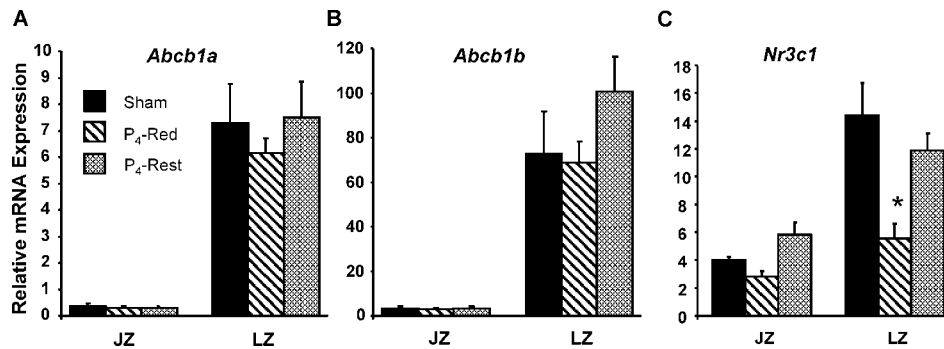 A
B
C
Abcb1a
Abcb1b
Nr3c1
Relative mRNA Expression
10
9
8
7
6
5
4
3
2
1
0
Sham
P4-Red
P4-Rest
JZ
LZ
120
100
80
60
40
20
0
JZ
LZ
18
16
14
12
10
8
6
4
2
0
*
JZ
LZ